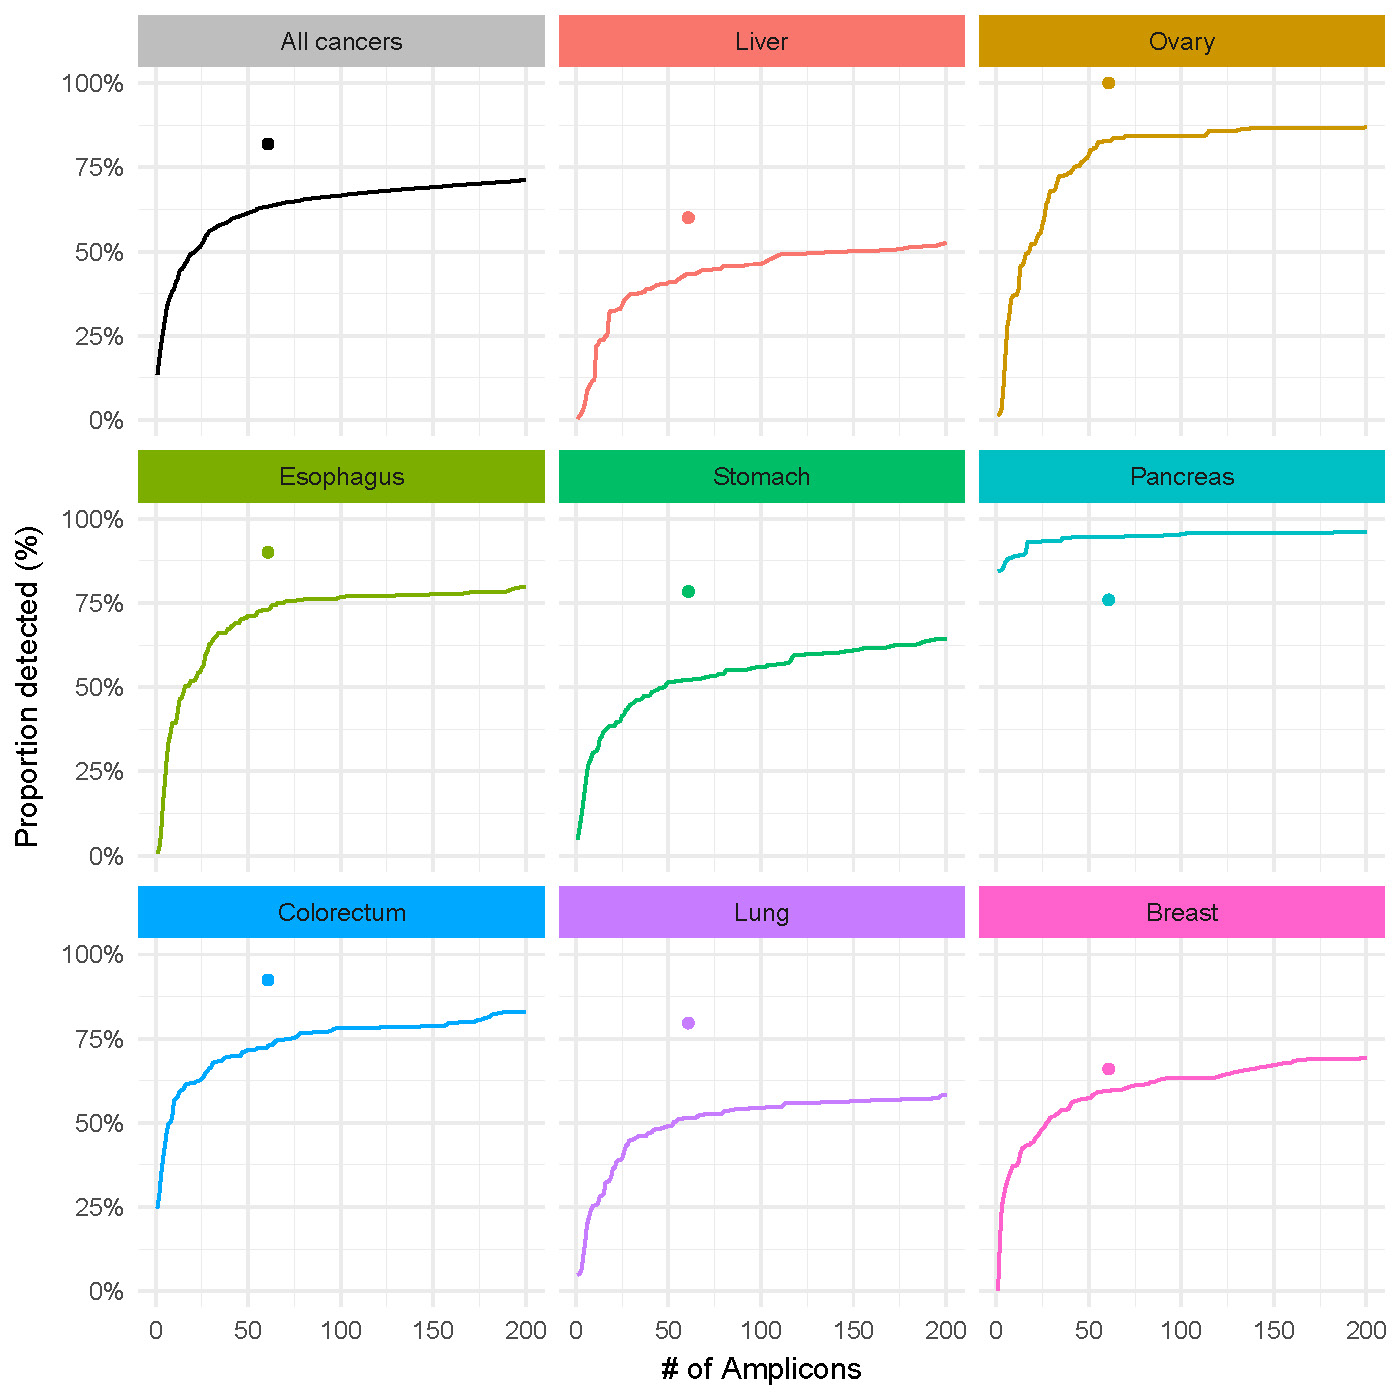 All cancers
Liver
Ovary
100%
75%
50%
25%
0%
Esophagus
Stomach
Pancreas
100%
75%
50%
25%
0%
Colorectum
Lung
Breast
100%
75%
50%
25%
0%
0 50 100 150 200
0 50 100 150 200
0 50 100 150 200
# of Amplicons
Proportion detected (%)